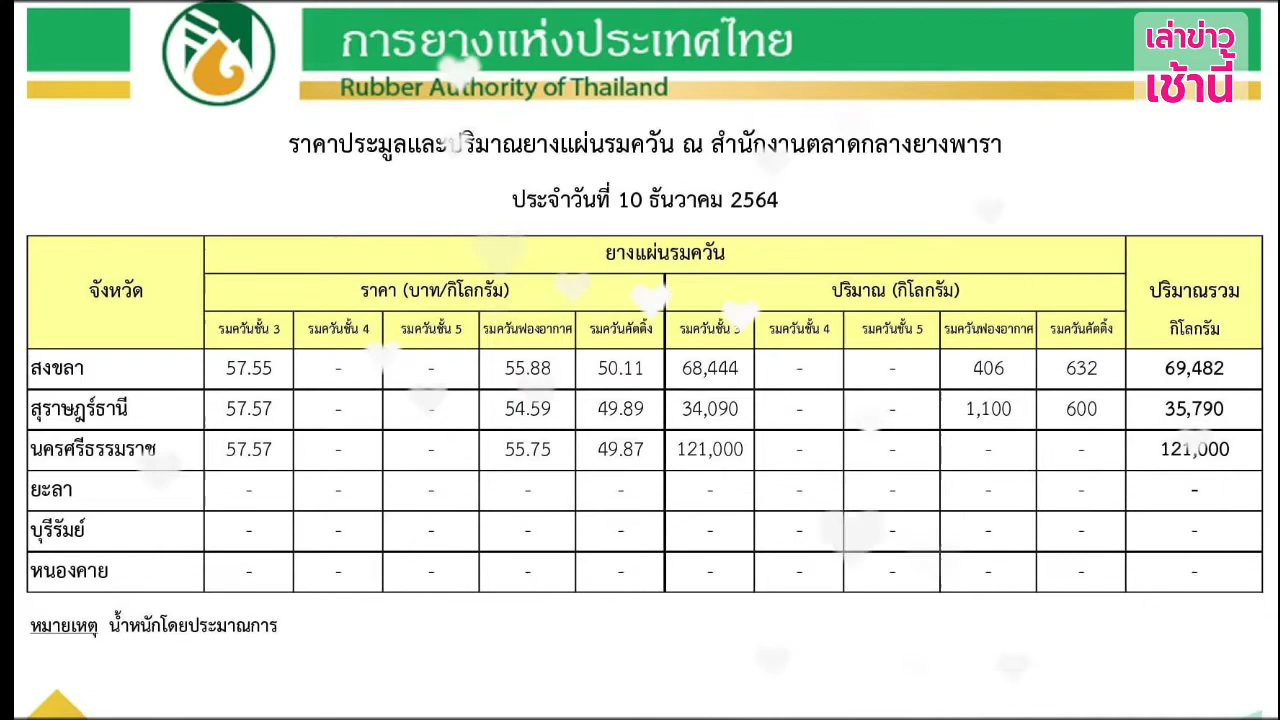 การยางแห่งประเทศไทย
Rubber Authority of Thailand
เล่าข่าว
เช้านี้
ราคาประมูลและปริมาณยางแผ่นรมควัน ณ สำนักงานตลาดกลางยางพารา
ประจำวันที่ 10 ธันวาคม 2564
จังหวัด ยางแผ่นรมควัน ปริมาณรวม
ราคา (บาท/กิโลกรัม) ปริมาณ (กิโลกรัม) กิโลกรัม
รมควันชั้น 3 รมควันชั้น 4 รมควันชั้น 5 รมควันฟองอากาศ รมควันคัตติ้ง รมควันชั้น 3 รมควันชั้น 4 รมควันชั้น 5 รมควันฟองอากาศ รมควันคัตติ้ง
สงขลา 57.55 - - 55.88 50.11 68,444 - - 406 632 69,482
สุราษฎร์ธานี 57.57 - - 54.59 49.89 34,090 - - 1,100 600 35,790
นครศรีธรรมราช 57.57 - - 55.75 49.87 121,000 - - - - 121,000
ยะลา - - - - - - - - - - -
บุรีรัมย์ - - - - - - - - - - -
หนองคาย - - - - - - - - - - -
หมายเหตุ น้ำหนักโดยประมาณการ